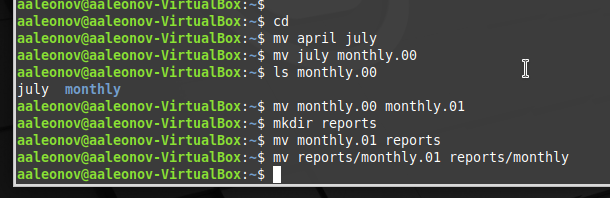 aaleonov@aaleonov-VirtualBox:~$
aaleonov@aaleonov-VirtualBox:~$ cd
aaleonov@aaleonov-VirtualBox:~$ mv april july
aaleonov@aaleonov-VirtualBox:~$ mv july monthly.00
aaleonov@aaleonov-VirtualBox:~$ ls monthly.00
july  monthly
aaleonov@aaleonov-VirtualBox:~$ mv monthly.00 monthly.01
aaleonov@aaleonov-VirtualBox:~$ mkdir reports
aaleonov@aaleonov-VirtualBox:~$ mv monthly.01 reports
aaleonov@aaleonov-VirtualBox:~$ mv reports/monthly.01 reports/monthly
aaleonov@aaleonov-VirtualBox:~$